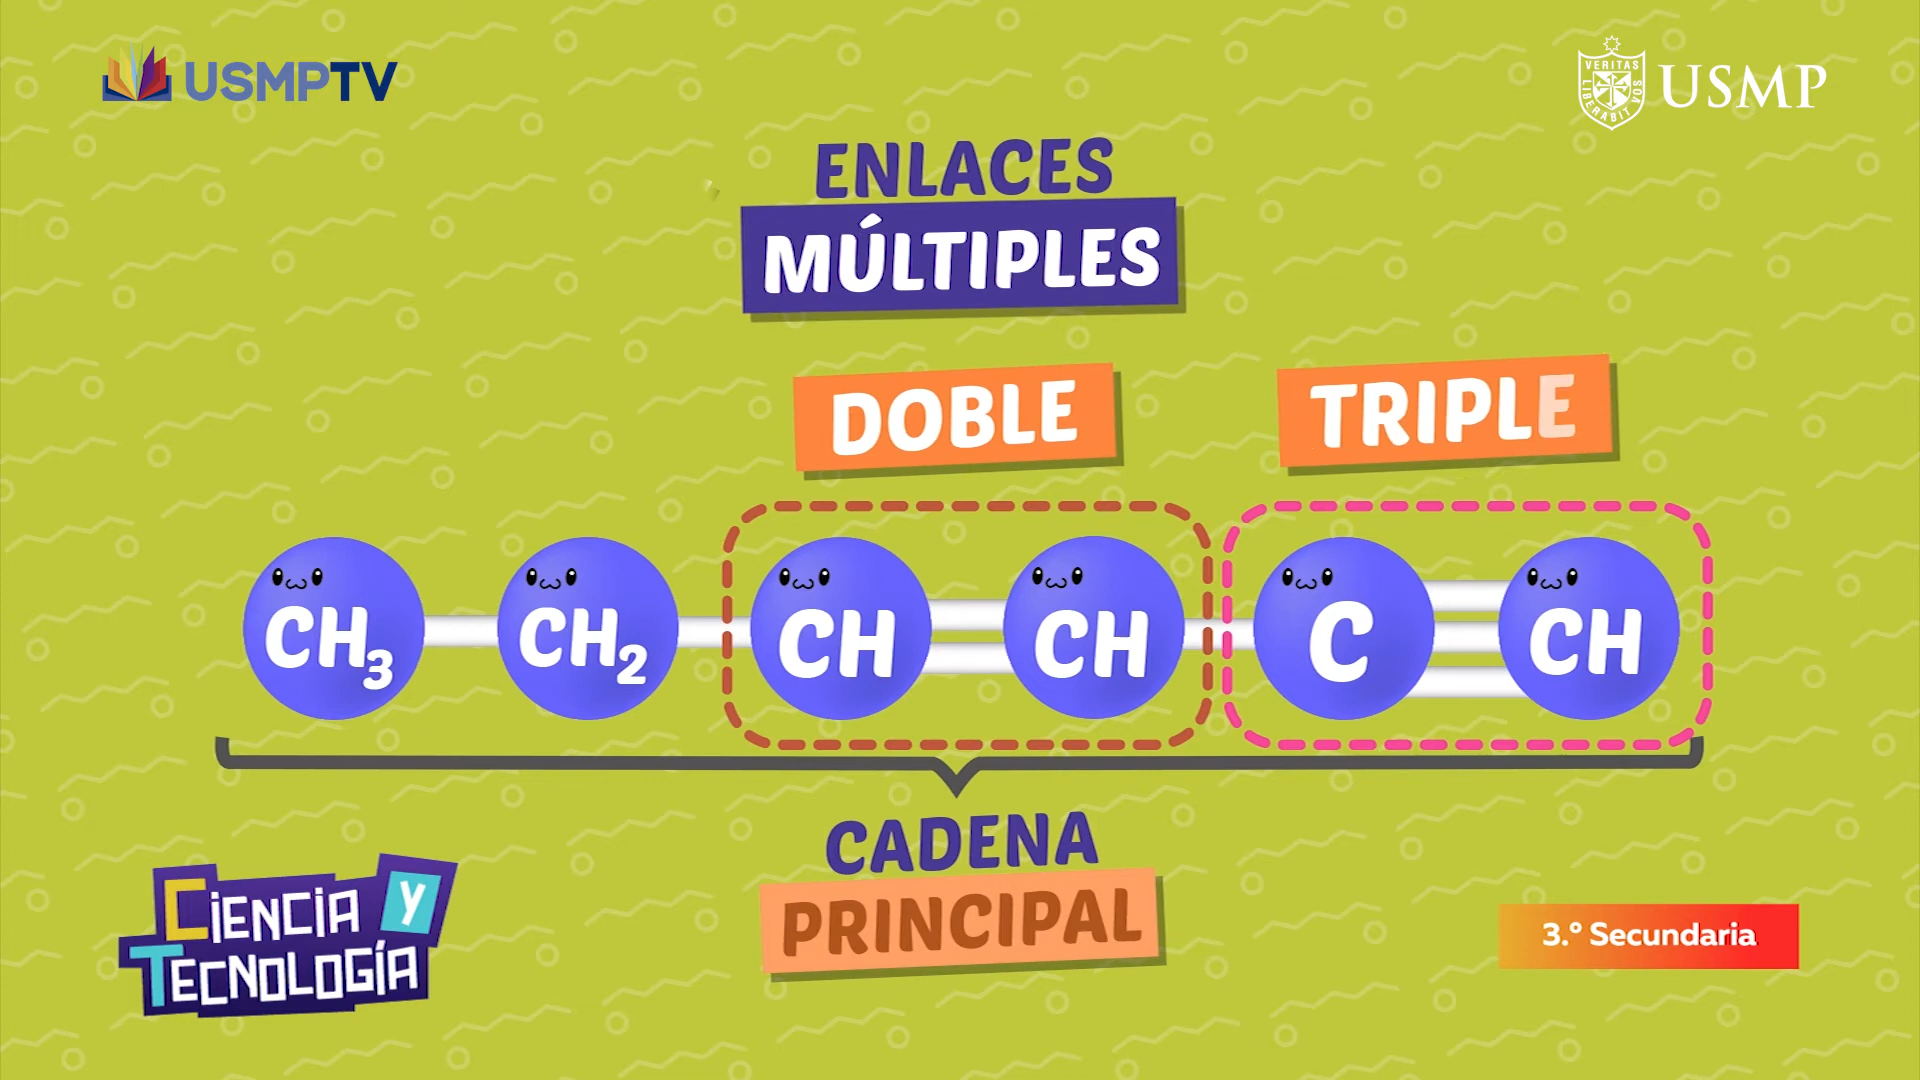 USMPTV
VERITAS
LIBERABIT VOS
USMP
ENLACES
MÚLTIPLES
DOBLE
TRIPLE
CH₃ CH₂ CH CH C CH
CADENA
PRINCIPAL
CIENCIA Y
TECNOLOGÍA
3.° Secundaria